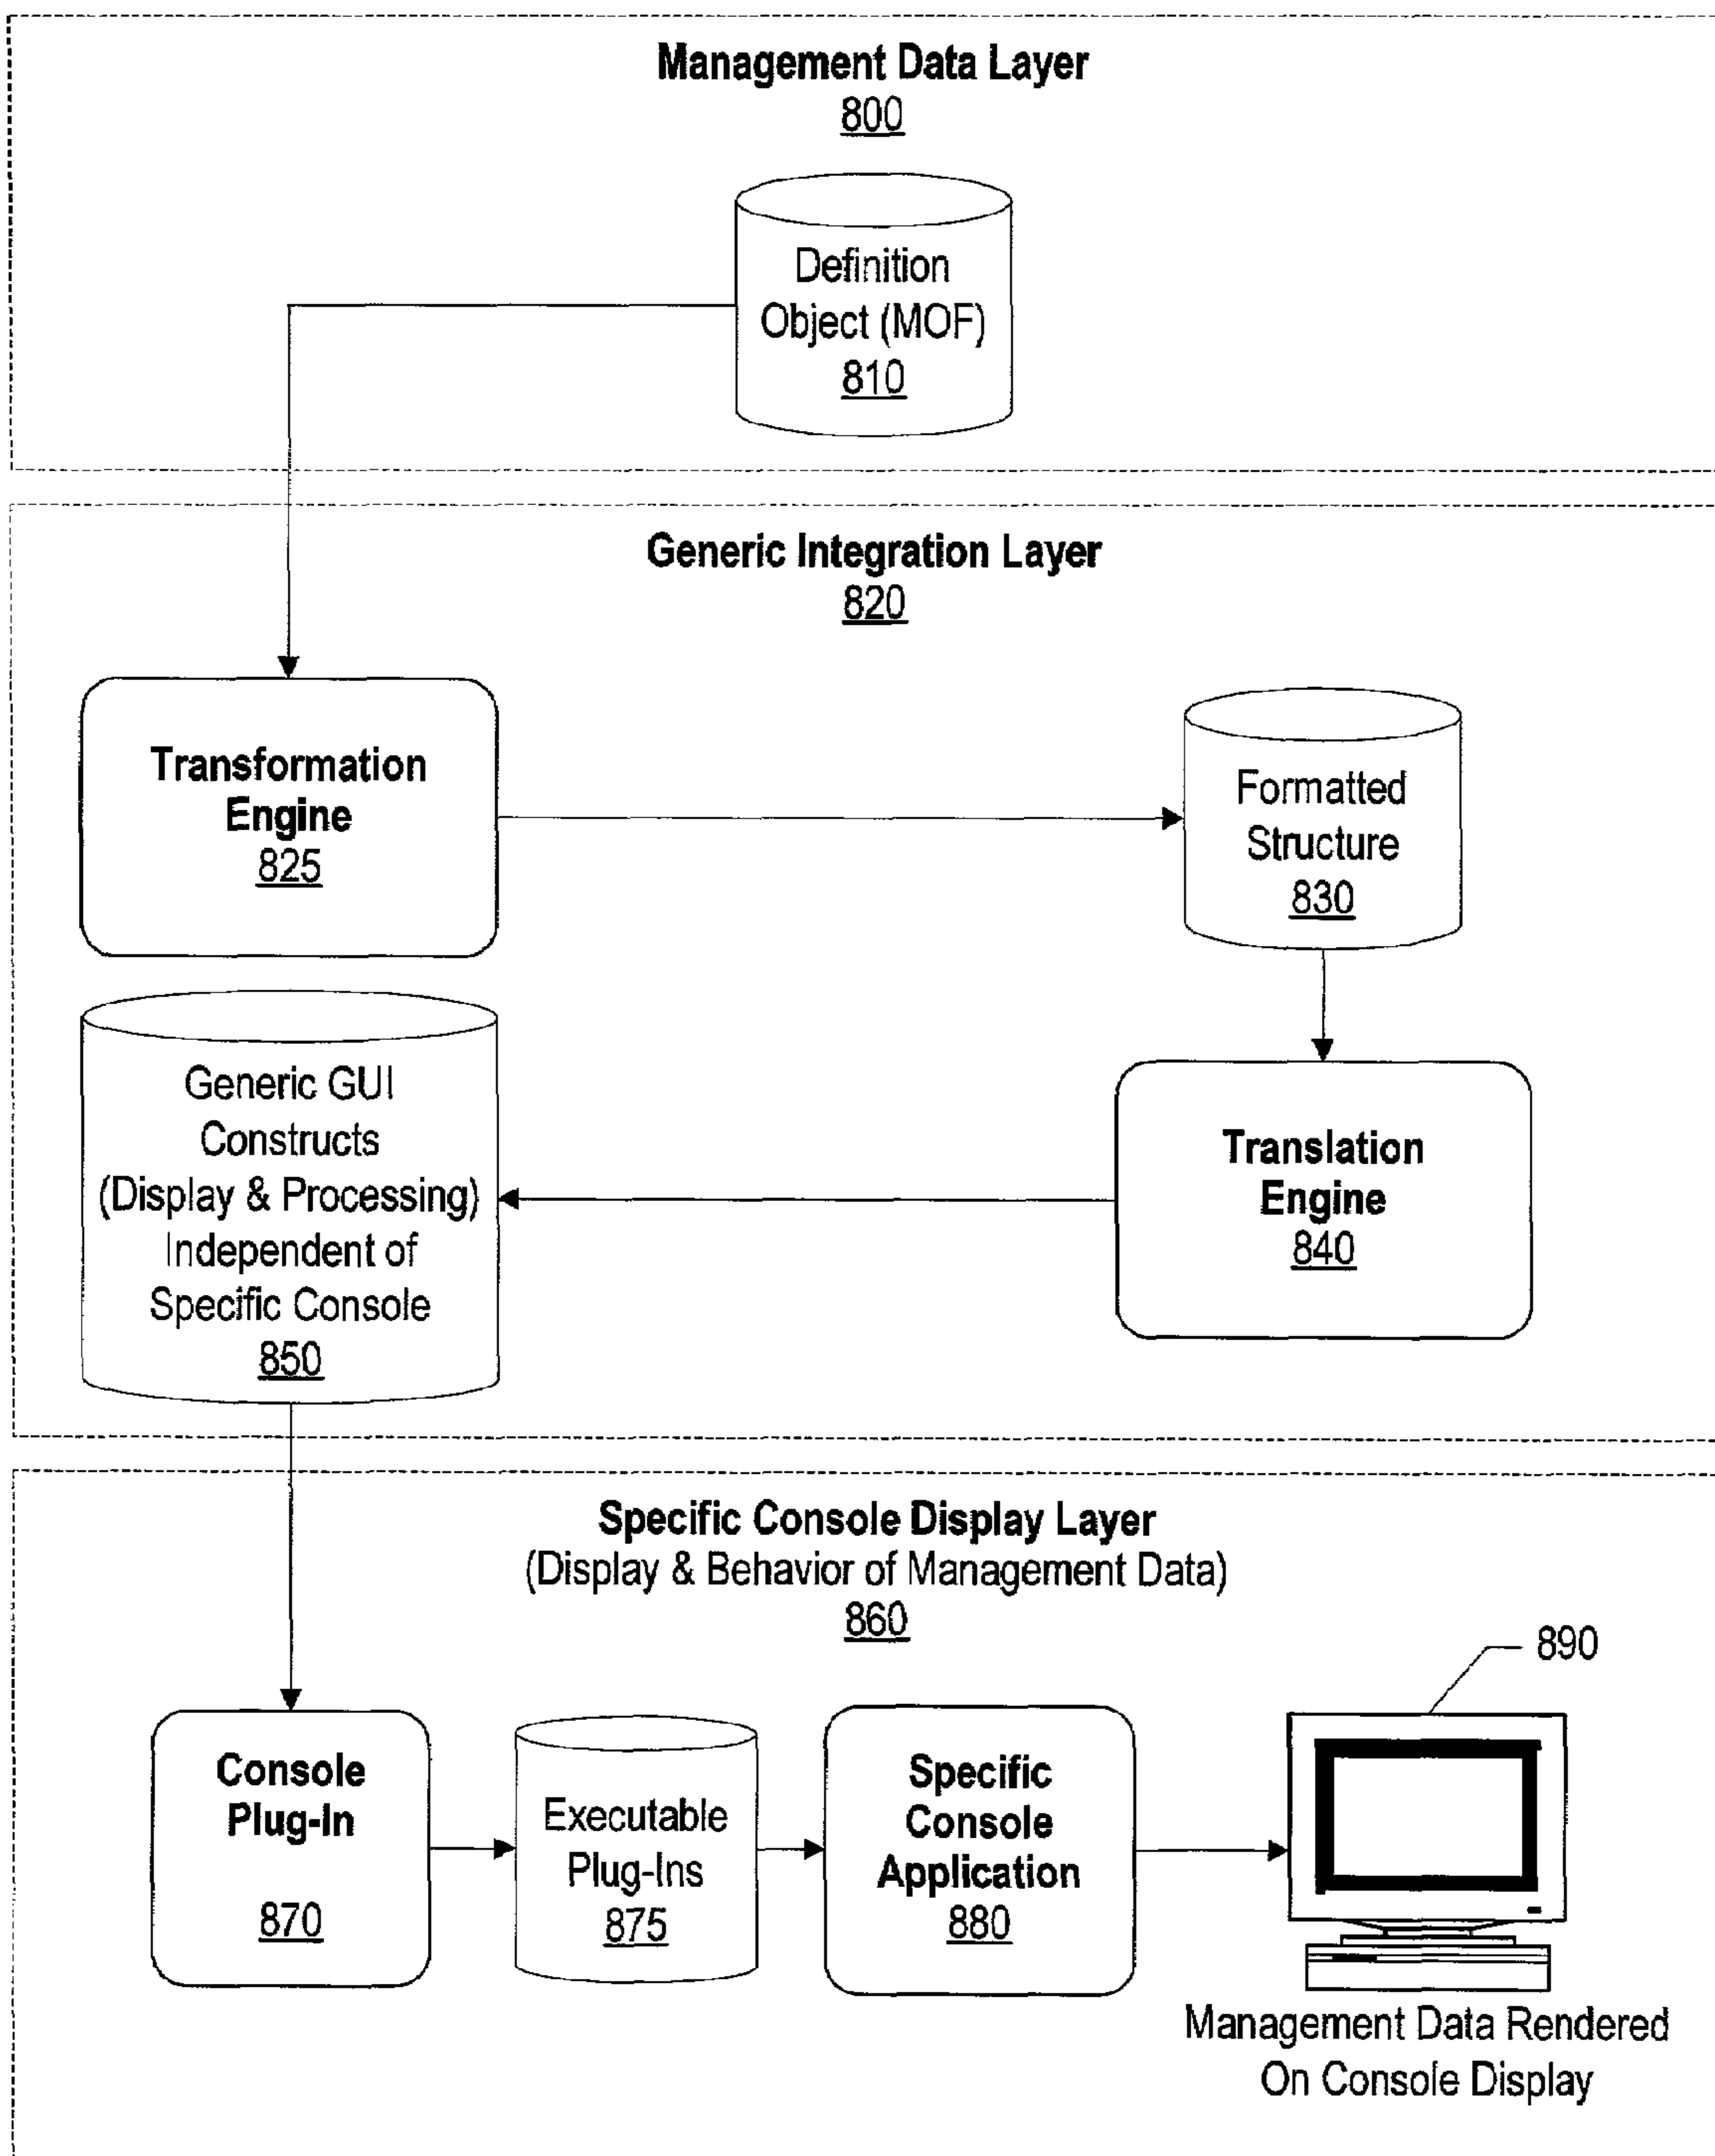 Management Data Layer
800
Definition
Object (MOF)
810
Generic Integration Layer
820
Transformation
Engine
825
Formatted
Structure
830
Generic GUI
Constructs
(Display & Processing)
Independent of
Specific Console
850
Translation
Engine
840
Specific Console Display Layer
(Display & Behavior of Management Data)
860
890
Console
Plug-In
870
Executable
Plug-Ins
875
Specific
Console
Application
880
Management Data Rendered
On Console Display